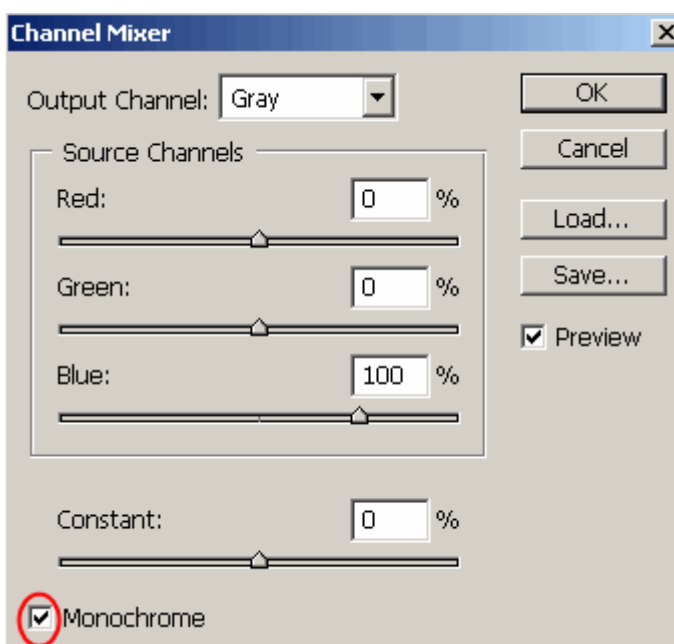 Channel Mixer
Output Channel: Gray
OK
Source Channels
Cancel
Red: 0 %
Load...
Green: 0 %
Save...
Preview
Blue: 100 %
Constant: 0 %
Monochrome